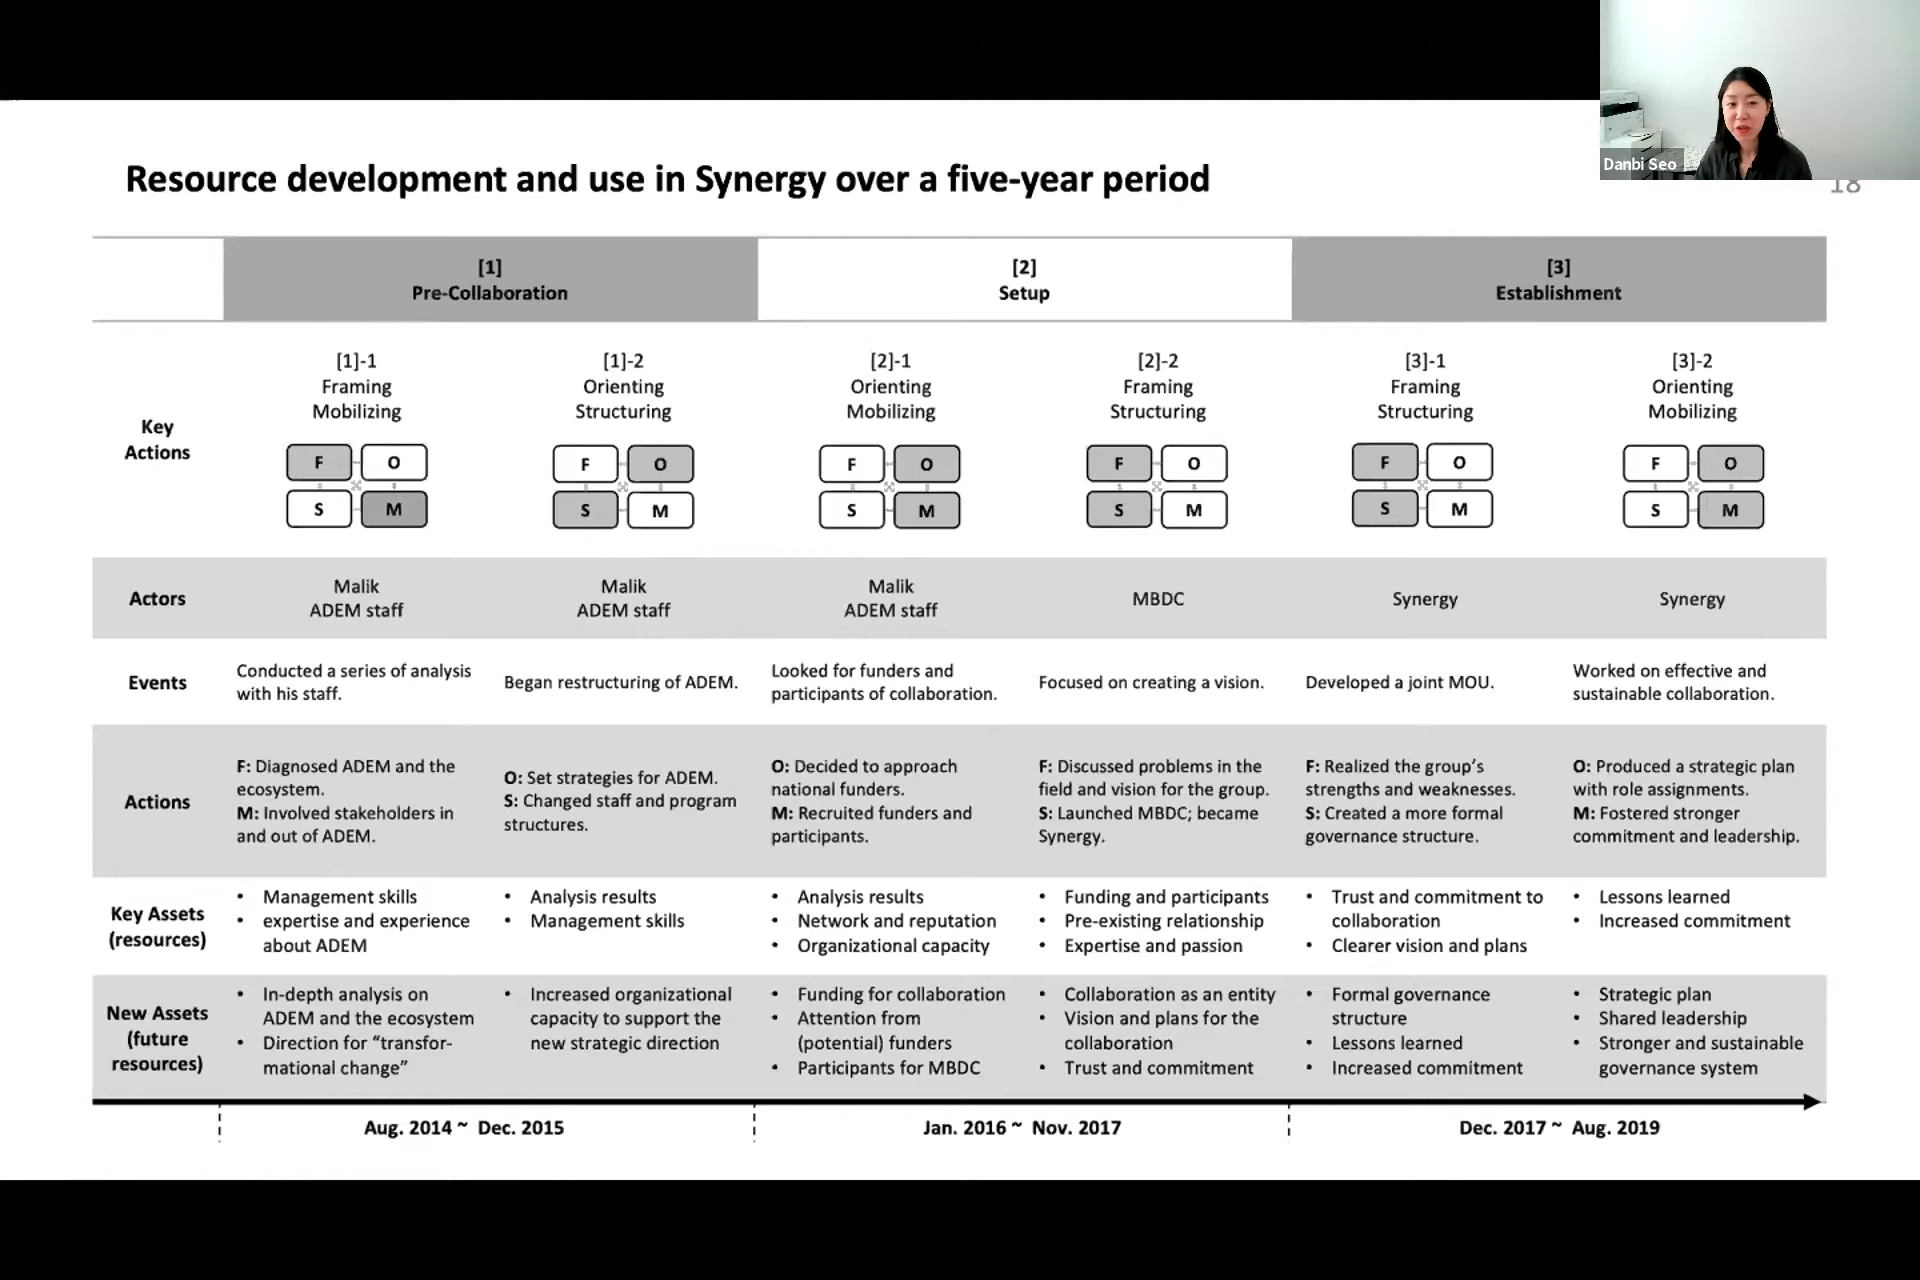 Danbi Seo
18
Resource development and use in Synergy over a five-year period
[1]
Pre-Collaboration
[2]
Setup
[3]
Establishment
Key
Actions
[1]-1
Framing
Mobilizing
F O
S M
[1]-2
Orienting
Structuring
F O
S M
[2]-1
Orienting
Mobilizing
F O
S M
[2]-2
Framing
Structuring
F O
S M
[3]-1
Framing
Structuring
F O
S M
[3]-2
Orienting
Mobilizing
F O
S M
Actors
Malik
ADEM staff
Malik
ADEM staff
Malik
ADEM staff
MBDC
Synergy
Synergy
Events
Conducted a series of analysis
with his staff.
Began restructuring of ADEM.
Looked for funders and
participants of collaboration.
Focused on creating a vision.
Developed a joint MOU.
Worked on effective and
sustainable collaboration.
Actions
F: Diagnosed ADEM and the
ecosystem.
M: Involved stakeholders in
and out of ADEM.
O: Set strategies for ADEM.
S: Changed staff and program
structures.
O: Decided to approach
national funders.
M: Recruited funders and
participants.
F: Discussed problems in the
field and vision for the group.
S: Launched MBDC; became
Synergy.
F: Realized the group's
strengths and weaknesses.
S: Created a more formal
governance structure.
O: Produced a strategic plan
with role assignments.
M: Fostered stronger
commitment and leadership.
Key Assets
(resources)
• Management skills
• expertise and experience
about ADEM
• Analysis results
• Management skills
• Analysis results
• Network and reputation
• Organizational capacity
• Funding and participants
• Pre-existing relationship
• Expertise and passion
• Trust and commitment to
collaboration
• Clearer vision and plans
• Lessons learned
• Increased commitment
New Assets
(future
resources)
• In-depth analysis on
ADEM and the ecosystem
• Direction for “transfor-
mational change”
• Increased organizational
capacity to support the
new strategic direction
• Funding for collaboration
• Attention from
(potential) funders
• Participants for MBDC
• Collaboration as an entity
• Vision and plans for the
collaboration
• Trust and commitment
• Formal governance
structure
• Lessons learned
• Increased commitment
• Strategic plan
• Shared leadership
• Stronger and sustainable
governance system
Aug. 2014 ~ Dec. 2015
Jan. 2016 ~ Nov. 2017
Dec. 2017 ~ Aug. 2019